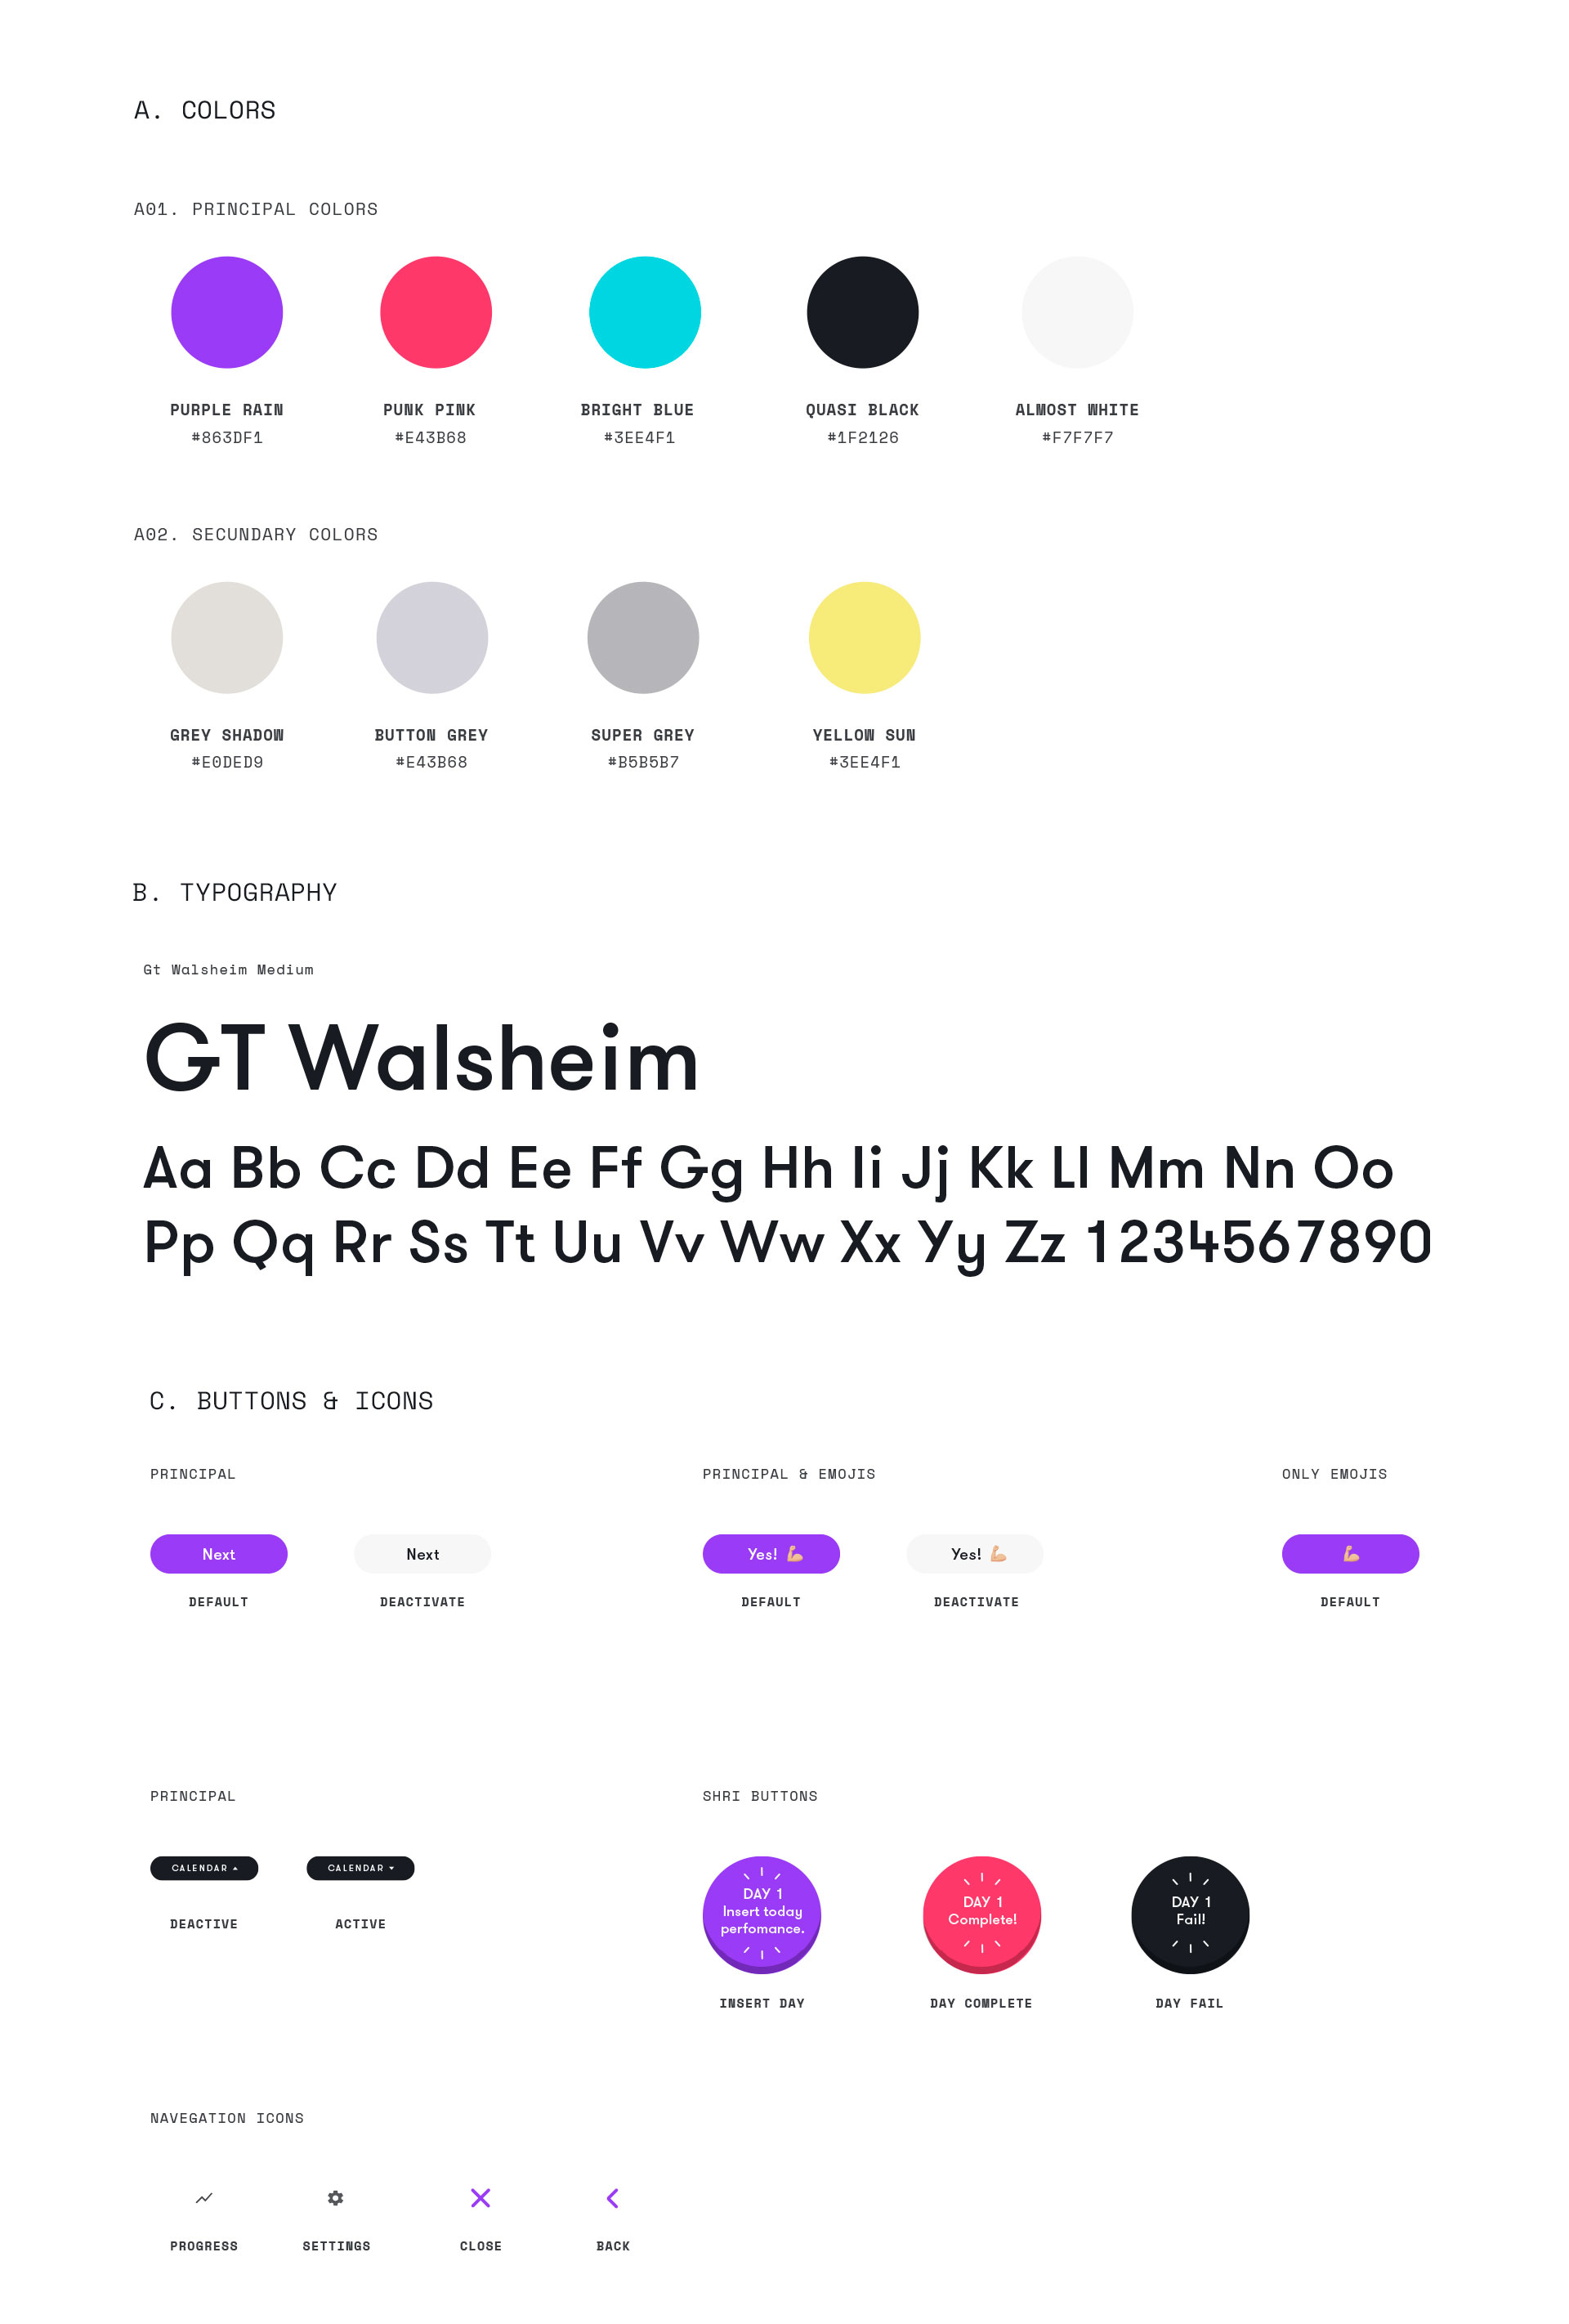 A. COLORS
A01. PRINCIPAL COLORS
PURPLE RAIN
#863DF1
PUNK PINK
#E43B68
BRIGHT BLUE
#3EE4F1
QUASI BLACK
#1F2126
ALMOST WHITE
#F7F7F7
A02. SECUNDARY COLORS
GREY SHADOW
#E0DED9
BUTTON GREY
#E43B68
SUPER GREY
#B5B5B7
YELLOW SUN
#3EE4F1
B. TYPOGRAPHY
Gt Walsheim Medium
GT Walsheim
Aa Bb Cc Dd Ee Ff Gg Hh Ii Jj Kk Ll Mm Nn Oo
Pp Qq Rr Ss Tt Uu Vv Ww Xx Yy Zz 1234567890
C. BUTTONS & ICONS
PRINCIPAL
Next
DEFAULT
Next
DEACTIVATE
PRINCIPAL & EMOJIS
Yes! 💪🏼
DEFAULT
Yes! 💪🏼
DEACTIVATE
ONLY EMOJIS
💪🏼
DEFAULT
PRINCIPAL
CALENDAR ▴
DEACTIVE
CALENDAR ▾
ACTIVE
SHRI BUTTONS
DAY 1
Insert today
perfomance.
INSERT DAY
DAY 1
Complete!
DAY COMPLETE
DAY 1
Fail!
DAY FAIL
NAVEGATION ICONS
PROGRESS
SETTINGS
CLOSE
BACK